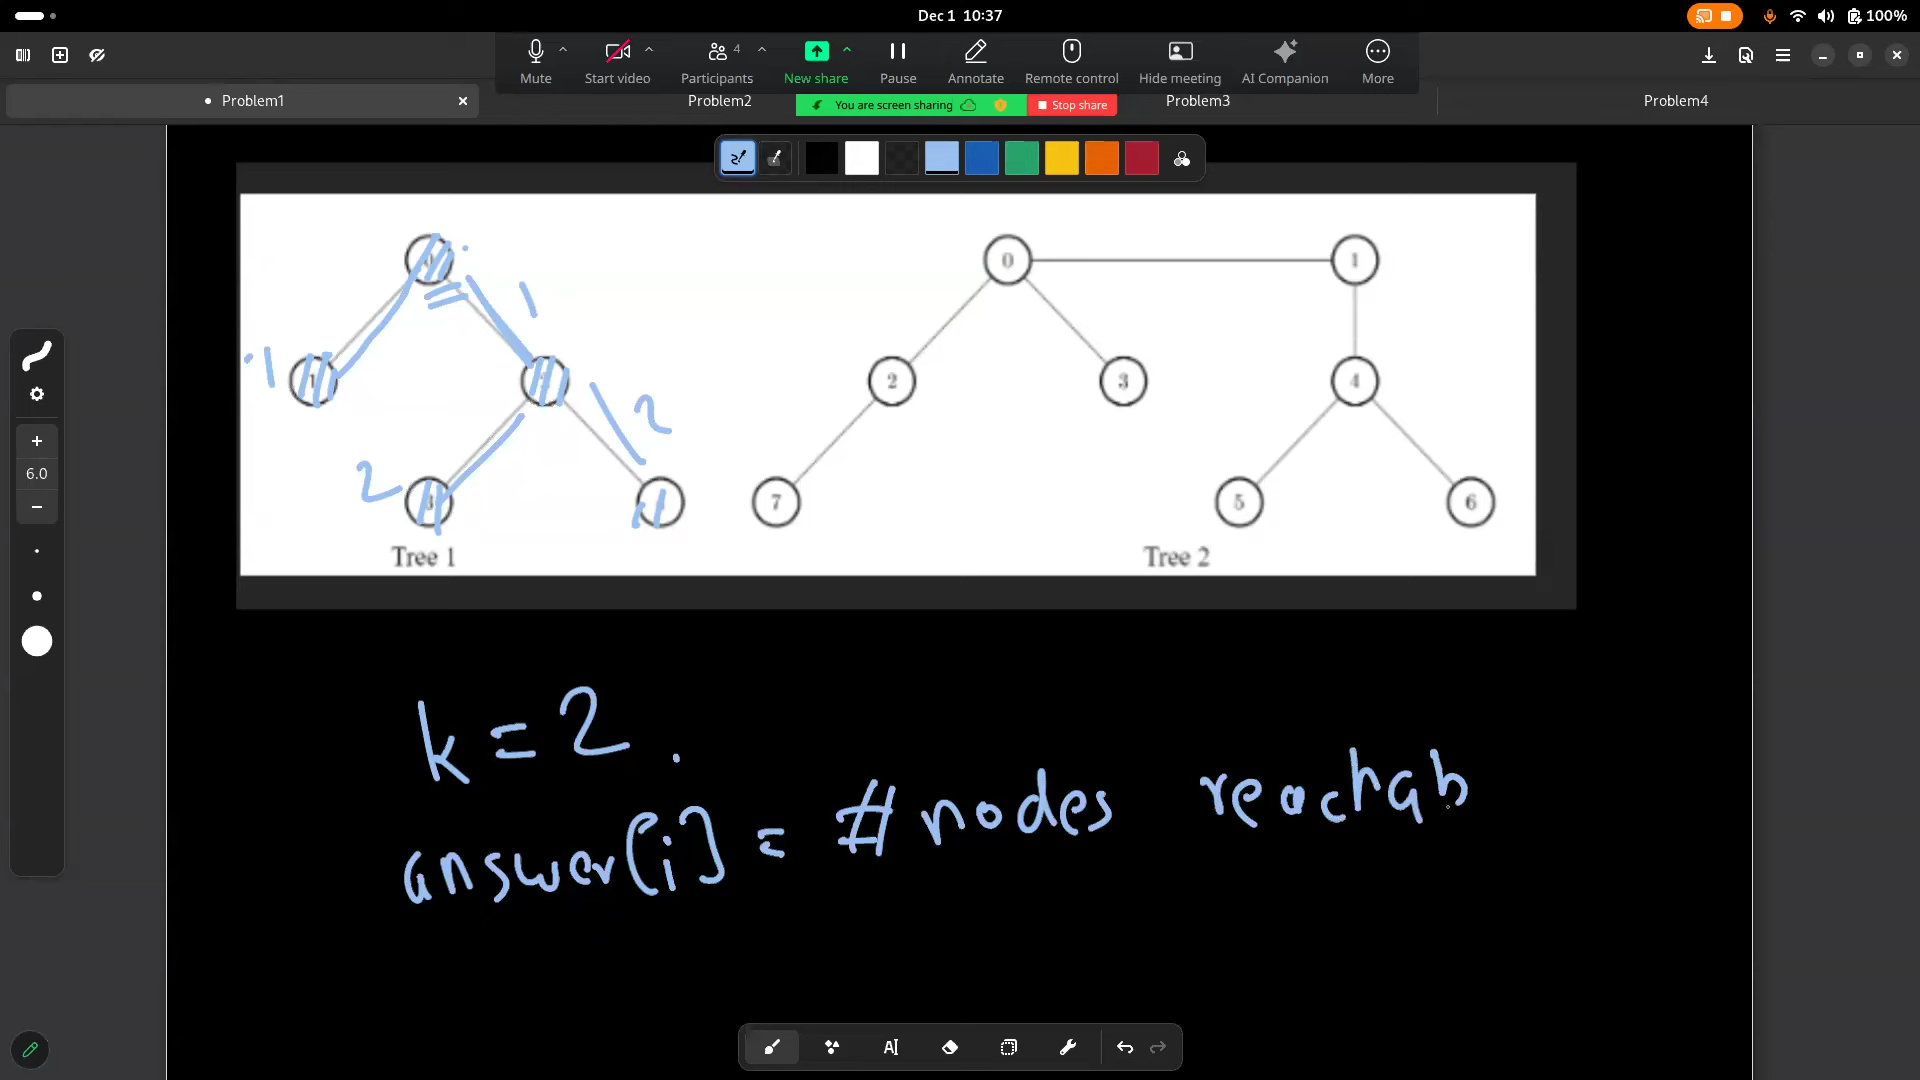 Dec 1 10:37
100%
Mute
Start video
4
Participants
New share
Pause
Annotate
Remote control
Hide meeting
AI Companion
More
Problem1
Problem2
You are screen sharing
Stop share
Problem3
Problem4
0
1
1
1
2
3
4
2
2
7
5
6
Tree 1
Tree 2
6.0
k = 2 .
answer[i] = # nodes reachab